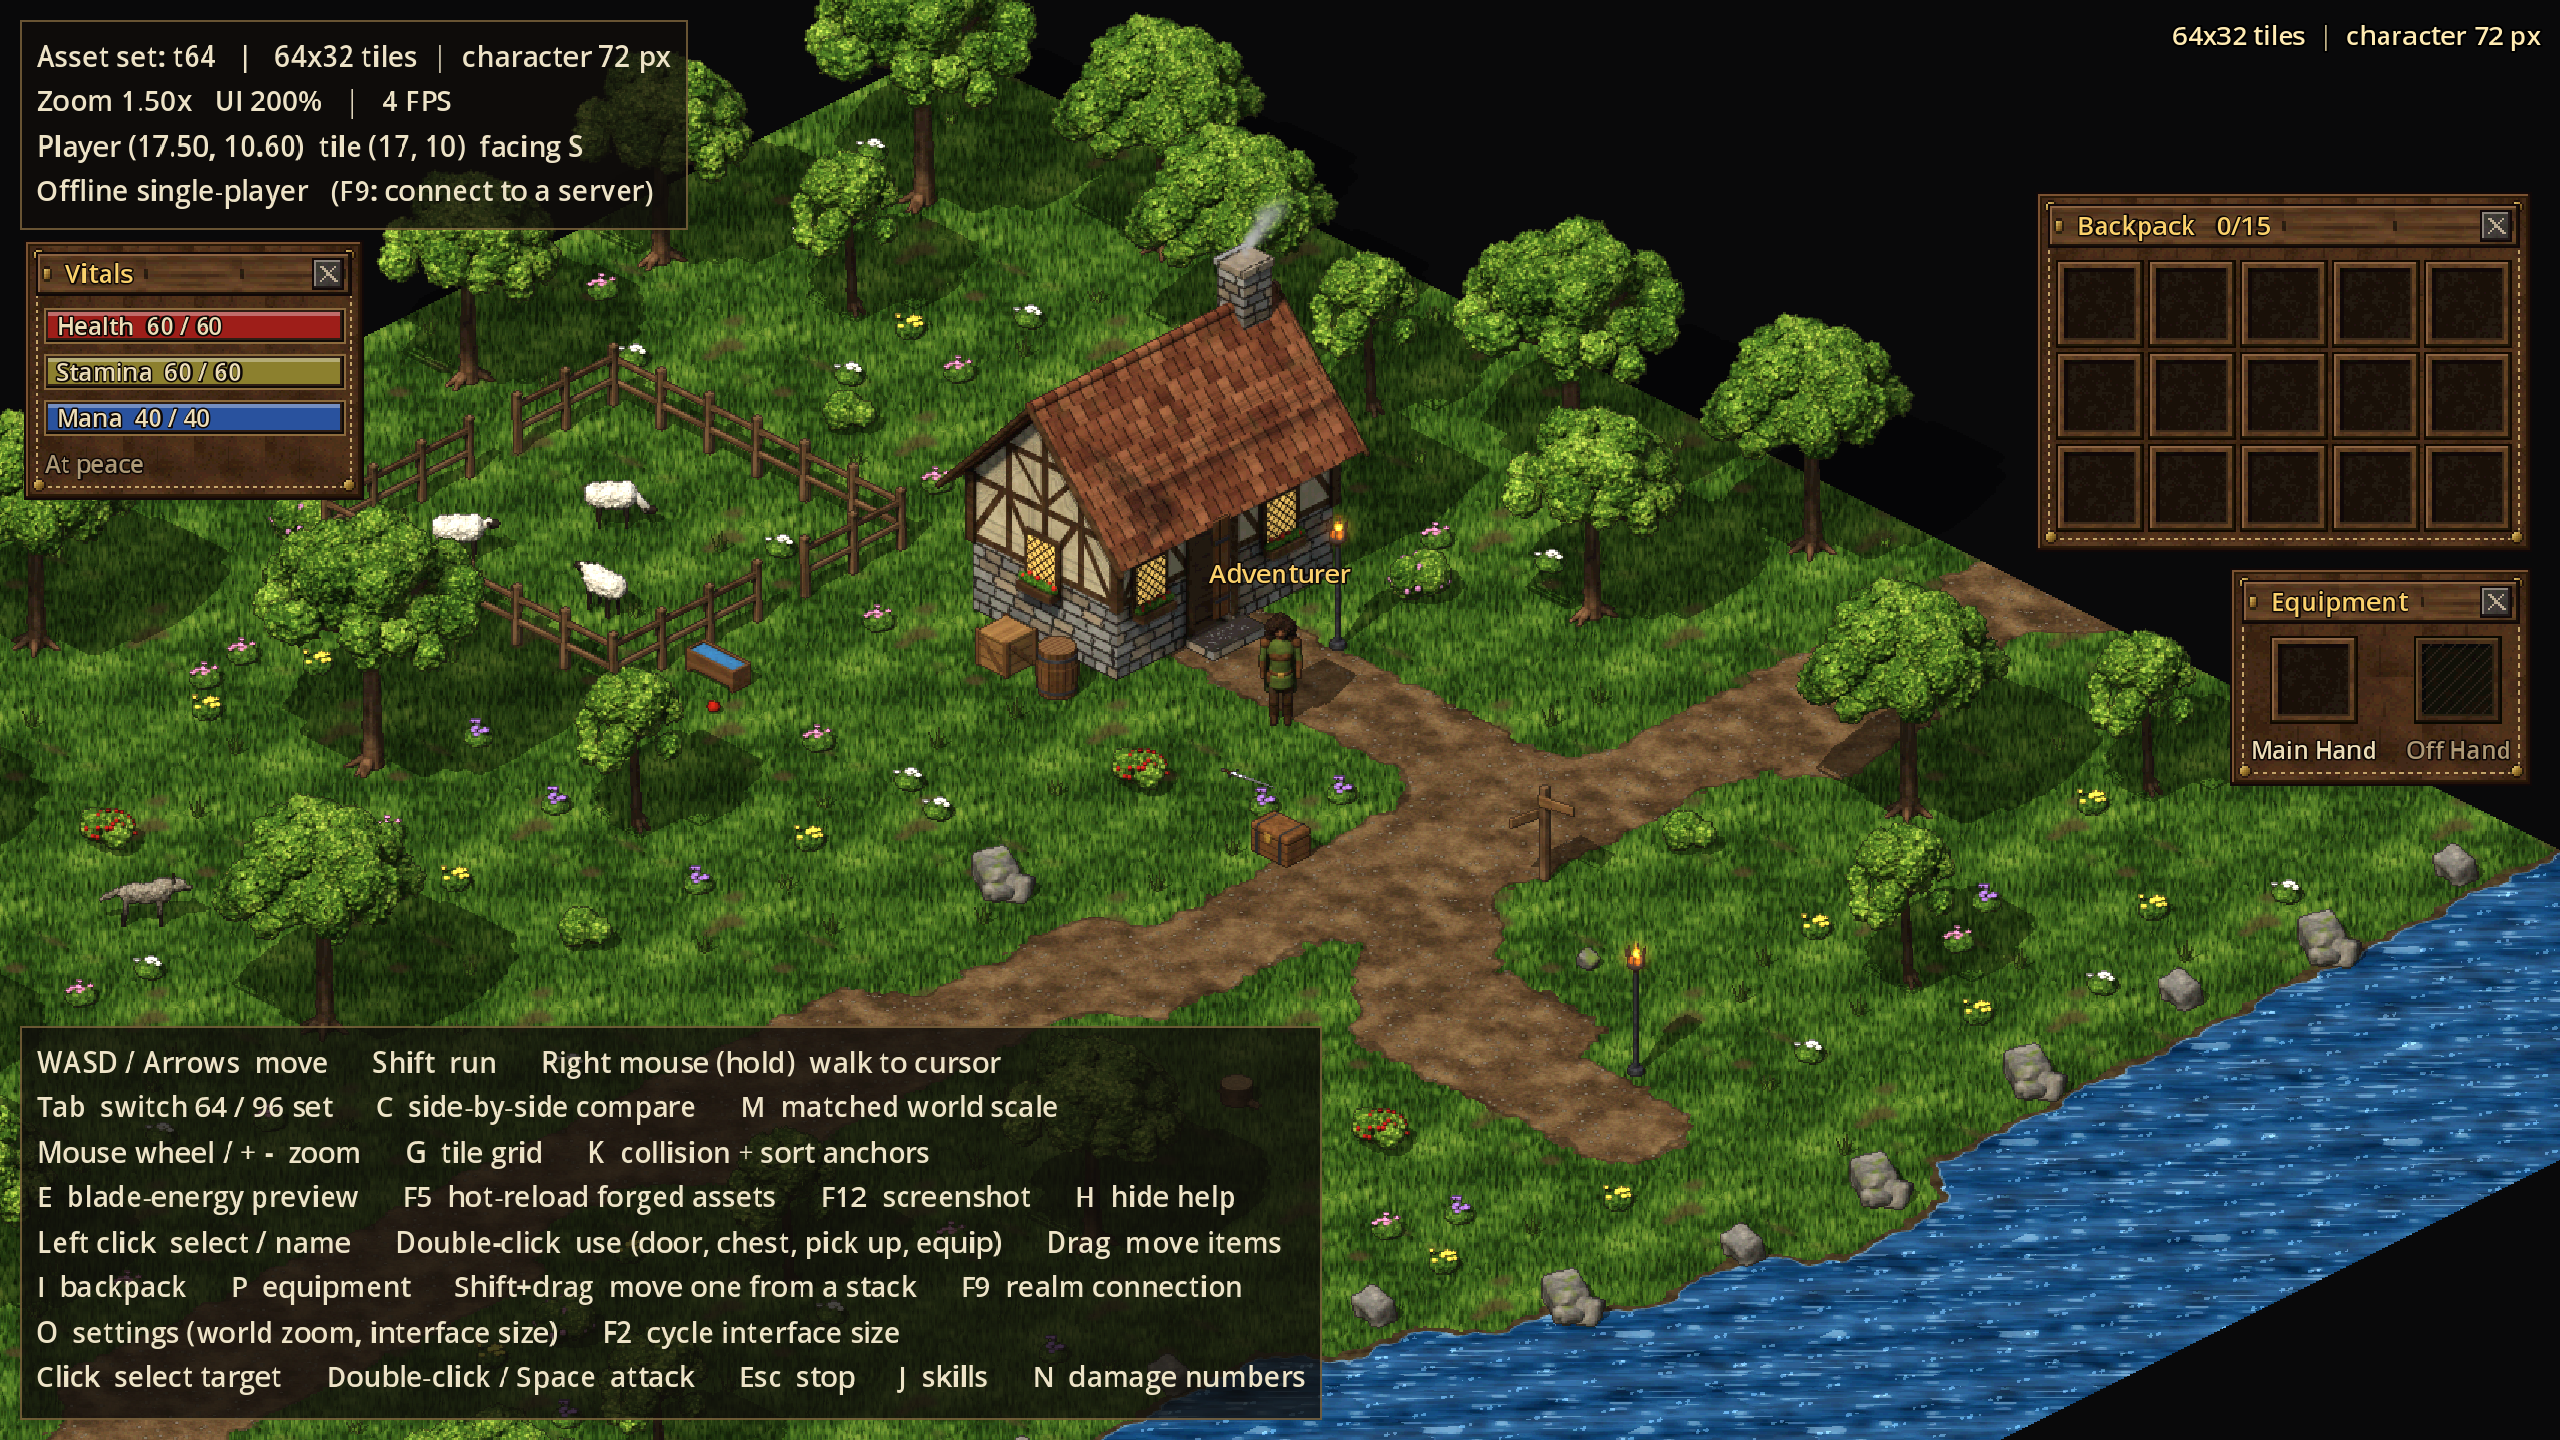 Asset set: t64 | 64x32 tiles | character 72 px
Zoom 1.50x UI 200% | 4 FPS
Player (17.50, 10.60) tile (17, 10) facing S
Offline single-player (F9: connect to a server)
64x32 tiles | character 72 px
Vitals
Health 60 / 60
Stamina 60 / 60
Mana 40 / 40
At peace
Backpack 0/15
Adventurer
Equipment
Main Hand Off Hand
WASD / Arrows move Shift run Right mouse (hold) walk to cursor
Tab switch 64 / 96 set C side-by-side compare M matched world scale
Mouse wheel / + - zoom G tile grid K collision + sort anchors
E blade-energy preview F5 hot-reload forged assets F12 screenshot H hide help
Left click select / name Double-click use (door, chest, pick up, equip) Drag move items
I backpack P equipment Shift+drag move one from a stack F9 realm connection
O settings (world zoom, interface size) F2 cycle interface size
Click select target Double-click / Space attack Esc stop J skills N damage numbers